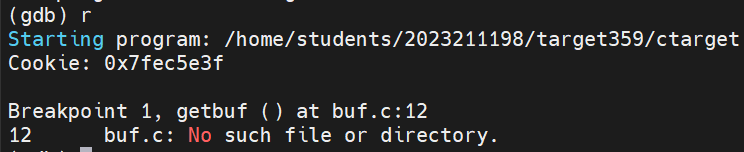 (gdb) r
Starting program: /home/students/2023211198/target359/ctarget
Cookie: 0x7fec5e3f
Breakpoint 1, getbuf () at buf.c:12
12      buf.c: No such file or directory.